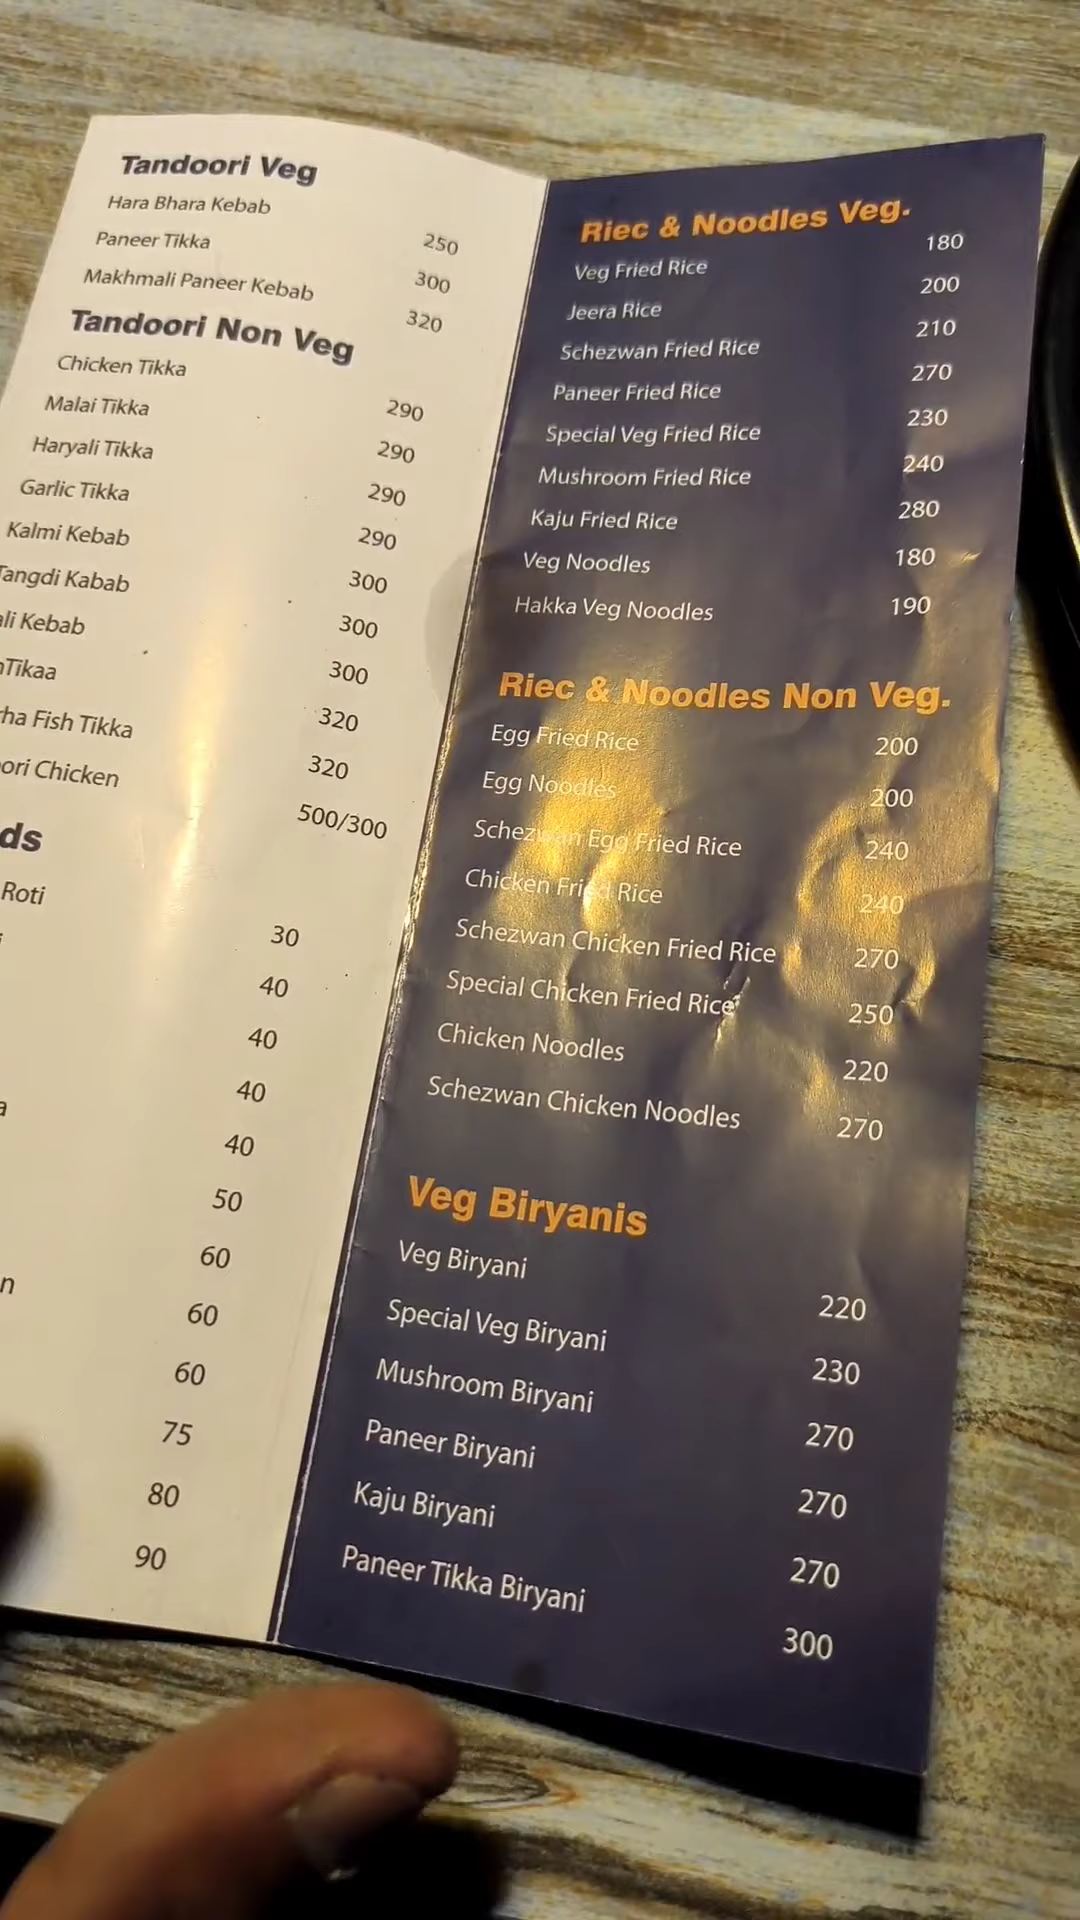 Tandoori Veg
Hara Bhara Kebab 250
Paneer Tikka 300
Makhmali Paneer Kebab 320
Tandoori Non Veg
Chicken Tikka 290
Malai Tikka 290
Haryali Tikka 290
Garlic Tikka 290
Kalmi Kebab 300
Tangdi Kabab 300
Kebab 300
320
Fish Tikka 320
Chicken 500/300
Roti 30
40
40
40
40
50
60
60
60
75
80
90
Riec & Noodles Veg.
Veg Fried Rice 180
Jeera Rice 200
Schezwan Fried Rice 210
Paneer Fried Rice 270
Special Veg Fried Rice 230
Mushroom Fried Rice 240
Kaju Fried Rice 280
Veg Noodles 180
Hakka Veg Noodles 190
Riec & Noodles Non Veg.
Egg Fried Rice 200
Egg Noodles 200
Schezwan Egg Fried Rice 240
Chicken Fried Rice 240
Schezwan Chicken Fried Rice 270
Special Chicken Fried Rice 250
Chicken Noodles 220
Schezwan Chicken Noodles 270
Veg Biryanis
Veg Biryani 220
Special Veg Biryani 230
Mushroom Biryani 270
Paneer Biryani 270
Kaju Biryani 270
Paneer Tikka Biryani 300